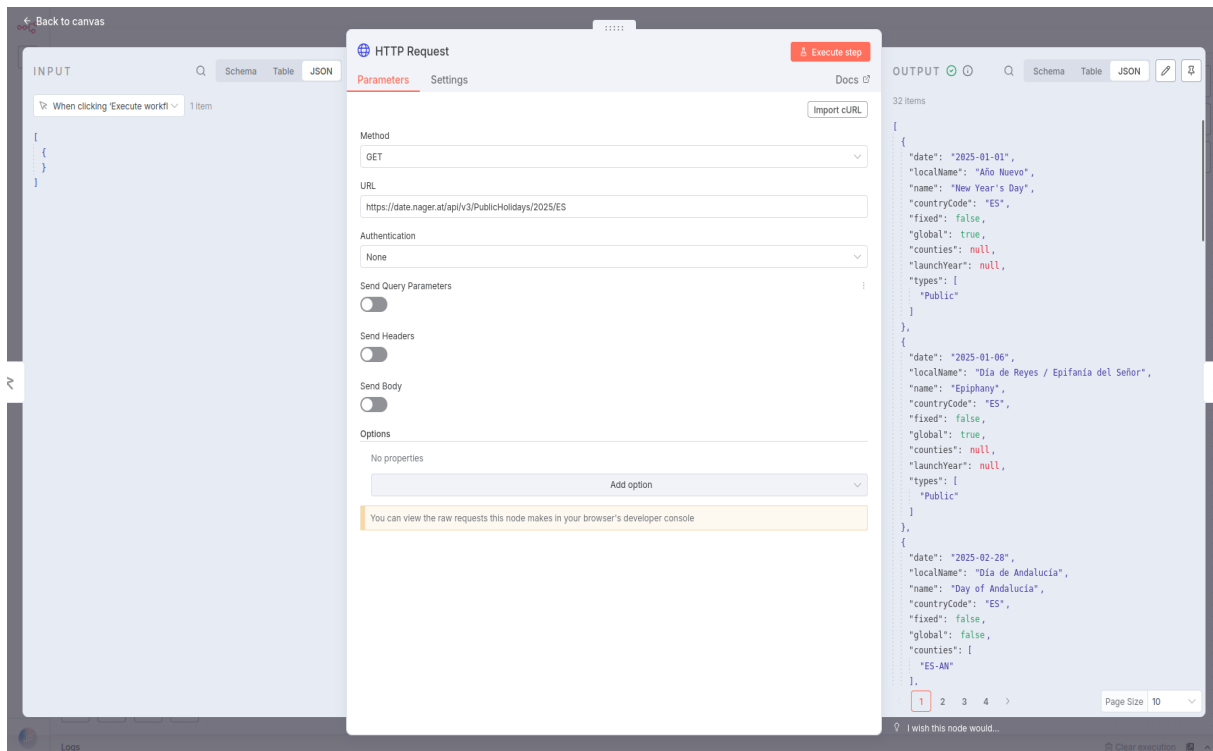 Back to canvas
INPUT
Schema Table JSON
When clicking 'Execute workfl
1 item
[
{
}
]
HTTP Request
Execute step
Parameters Settings
Docs
Import cURL
Method
GET
URL
https://date.nager.at/api/v3/PublicHolidays/2025/ES
Authentication
None
Send Query Parameters
Send Headers
Send Body
Options
No properties
Add option
You can view the raw requests this node makes in your browser's developer console
OUTPUT
Schema Table JSON
32 items
[
{
"date": "2025-01-01",
"localName": "Año Nuevo",
"name": "New Year's Day",
"countryCode": "ES",
"fixed": false,
"global": true,
"counties": null,
"launchYear": null,
"types": [
"Public"
]
},
{
"date": "2025-01-06",
"localName": "Día de Reyes / Epifanía del Señor",
"name": "Epiphany",
"countryCode": "ES",
"fixed": false,
"global": true,
"counties": null,
"launchYear": null,
"types": [
"Public"
]
},
{
"date": "2025-02-28",
"localName": "Día de Andalucía",
"name": "Day of Andalucía",
"countryCode": "ES",
"fixed": false,
"global": false,
"counties": [
"ES-AN"
],
1 2 3 4
Page Size 10
I wish this node would...
Logs
Clear execution